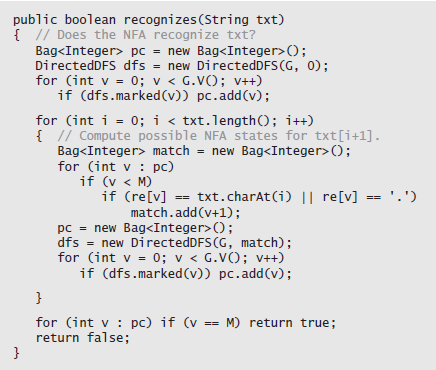 public boolean recognizes(String txt)
{  // Does the NFA recognize txt?
   Bag<Integer> pc = new Bag<Integer>();
   DirectedDFS dfs = new DirectedDFS(G, 0);
   for (int v = 0; v < G.V(); v++)
      if (dfs.marked(v)) pc.add(v);
   for (int i = 0; i < txt.length(); i++)
   {  // Compute possible NFA states for txt[i+1].
      Bag<Integer> match = new Bag<Integer>();
      for (int v : pc)
         if (v < M)
            if (re[v] == txt.charAt(i) || re[v] == '.')
               match.add(v+1);
      pc = new Bag<Integer>();
      dfs = new DirectedDFS(G, match);
      for (int v = 0; v < G.V(); v++)
         if (dfs.marked(v)) pc.add(v);
   }
   for (int v : pc) if (v == M) return true;
   return false;
}